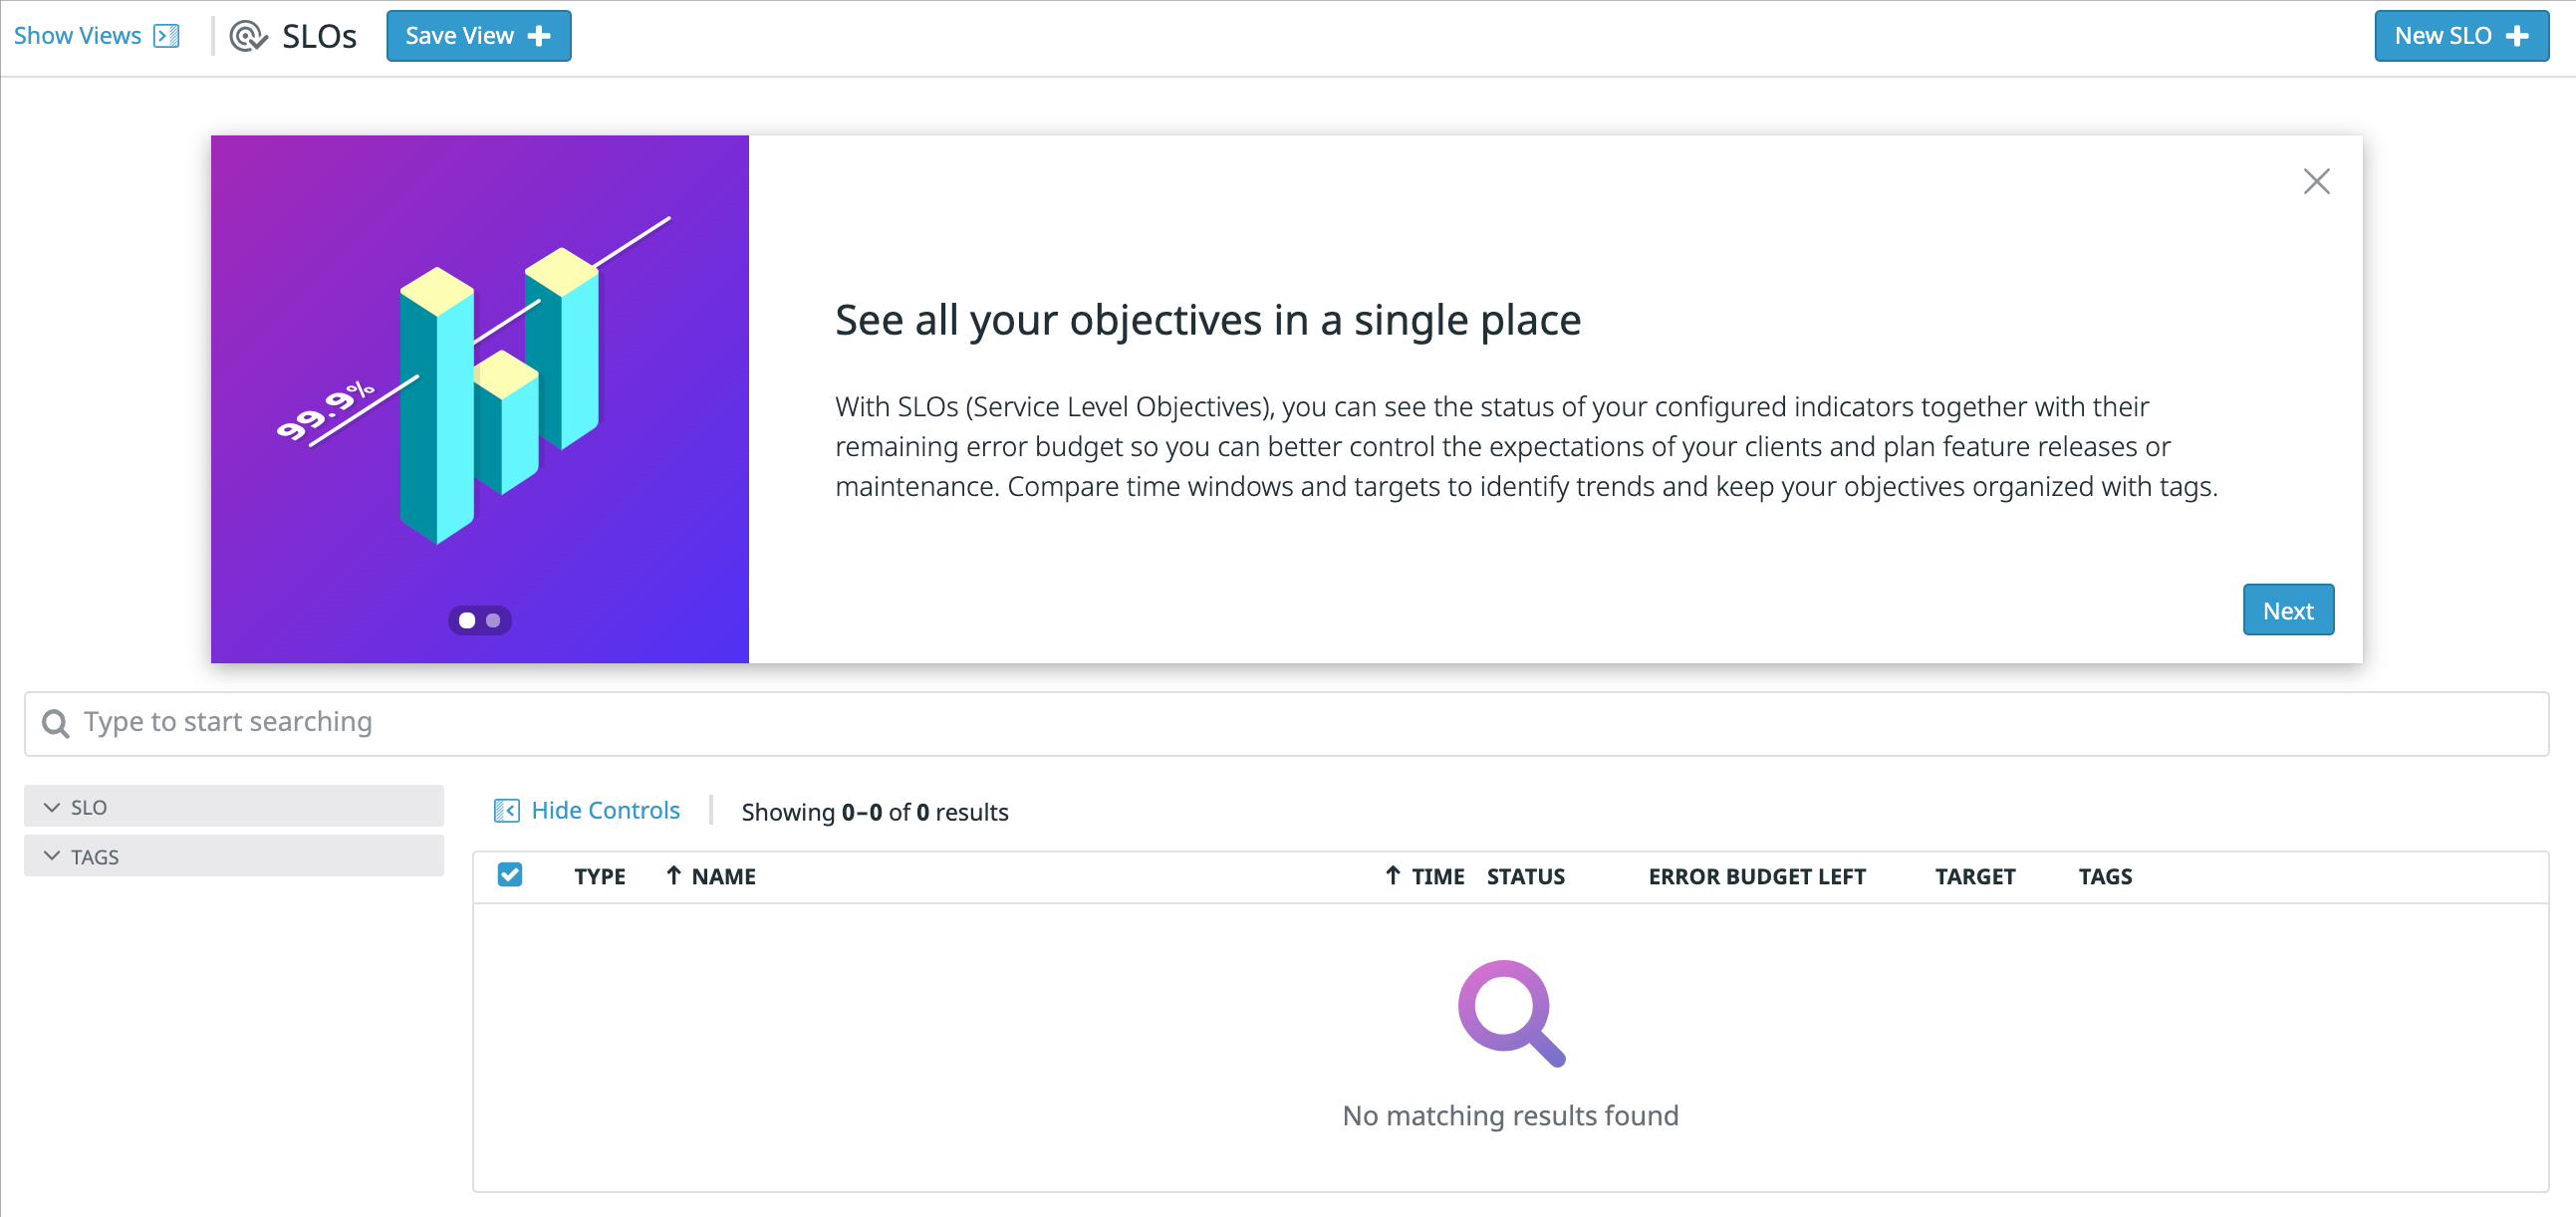 Show Views
SLOs
Save View
New SLO
99.9%
See all your objectives in a single place
With SLOs (Service Level Objectives), you can see the status of your configured indicators together with their
remaining error budget so you can better control the expectations of your clients and plan feature releases or
maintenance. Compare time windows and targets to identify trends and keep your objectives organized with tags.
Next
Type to start searching
SLO
TAGS
Hide Controls
Showing 0–0 of 0 results
TYPE NAME TIME STATUS ERROR BUDGET LEFT TARGET TAGS
No matching results found